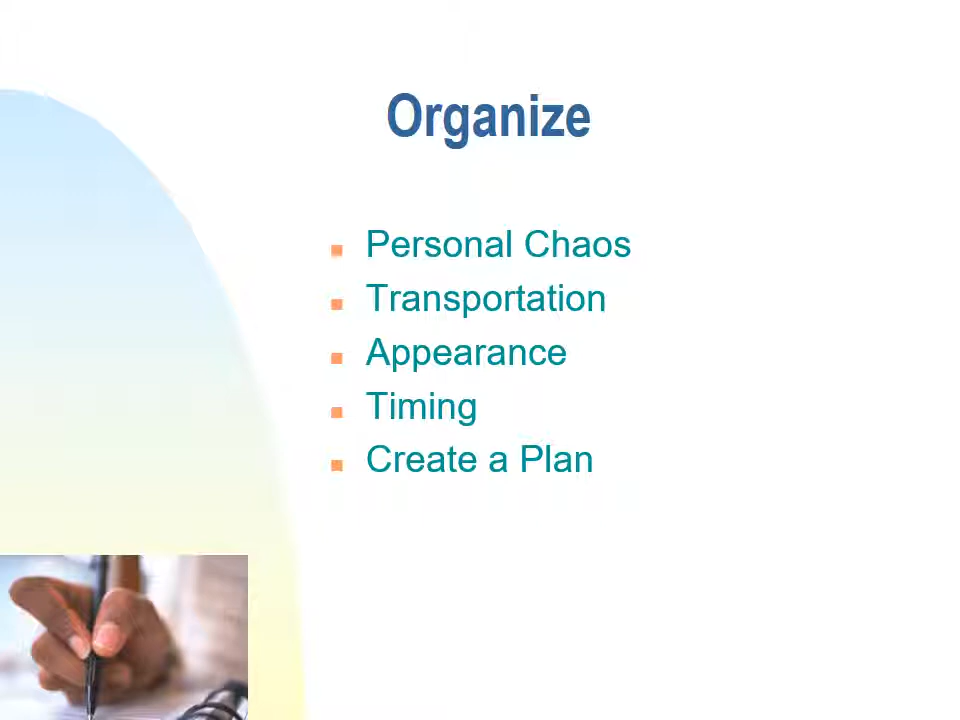 Organize
Personal Chaos
Transportation
Appearance
Timing
Create a Plan